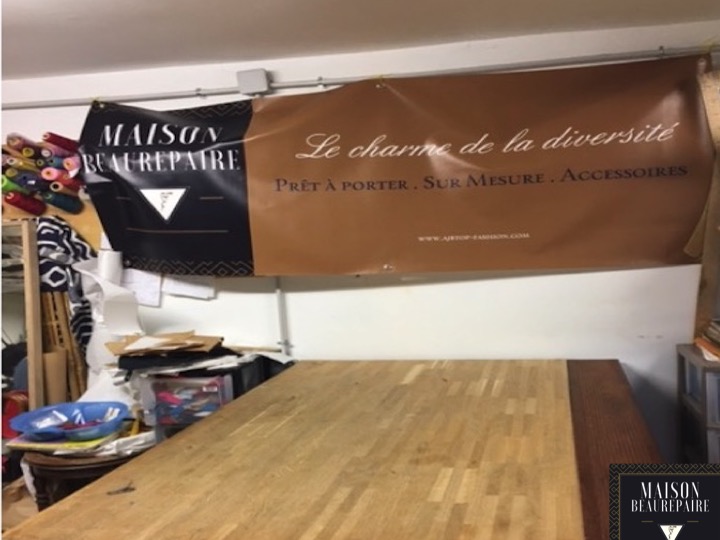 MAISON
BEAUREPAIRE
Le charme de la diversité
PRÊT À PORTER . SUR MESURE . ACCESSOIRES
MAISON
BEAUREPAIRE